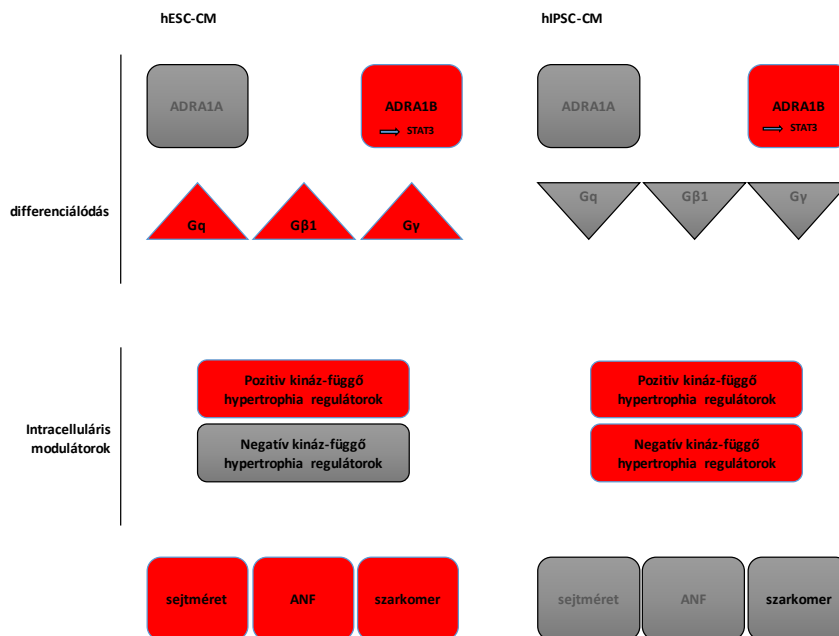 hESC-CM
hIPSC-CM
ADRA1A
ADRA1B
STAT3
ADRA1A
ADRA1B
STAT3
differenciálódás
Gq
Gβ1
Gγ
Gq
Gβ1
Gγ
Intracelluláris
modulátorok
Pozitiv kináz-függő
hypertrophia regulátorok
Negatív kináz-függő
hypertrophia regulátorok
Pozitiv kináz-függő
hypertrophia regulátorok
Negatív kináz-függő
hypertrophia regulátorok
sejtméret
ANF
szarkomer
sejtméret
ANF
szarkomer